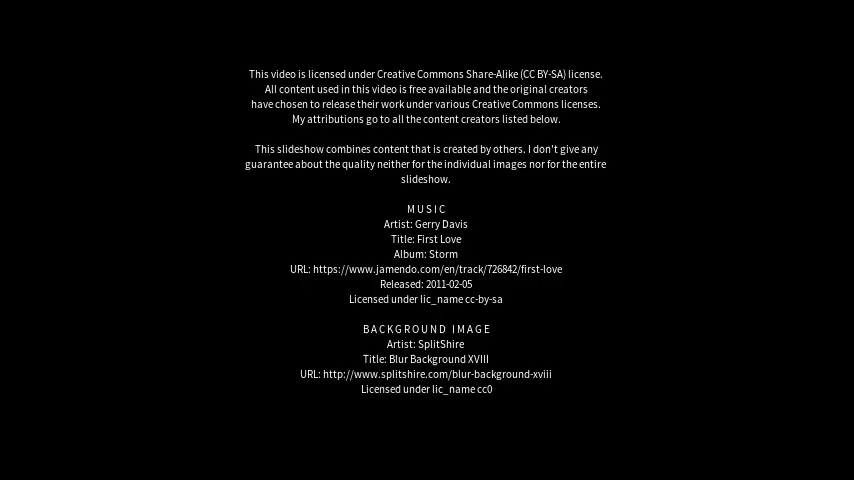 This video is licensed under Creative Commons Share-Alike (CC BY-SA) license.
All content used in this video is free available and the original creators
have chosen to release their work under various Creative Commons licenses.
My attributions go to all the content creators listed below.
This slideshow combines content that is created by others. I don't give any
guarantee about the quality neither for the individual images nor for the entire
slideshow.
MUSIC
Artist: Gerry Davis
Title: First Love
Album: Storm
URL: https://www.jamendo.com/en/track/726842/first-love
Released: 2011-02-05
Licensed under lic_name cc-by-sa
BACKGROUND IMAGE
Artist: SplitShire
Title: Blur Background XVIII
URL: http://www.splitshire.com/blur-background-xviii
Licensed under lic_name cc0